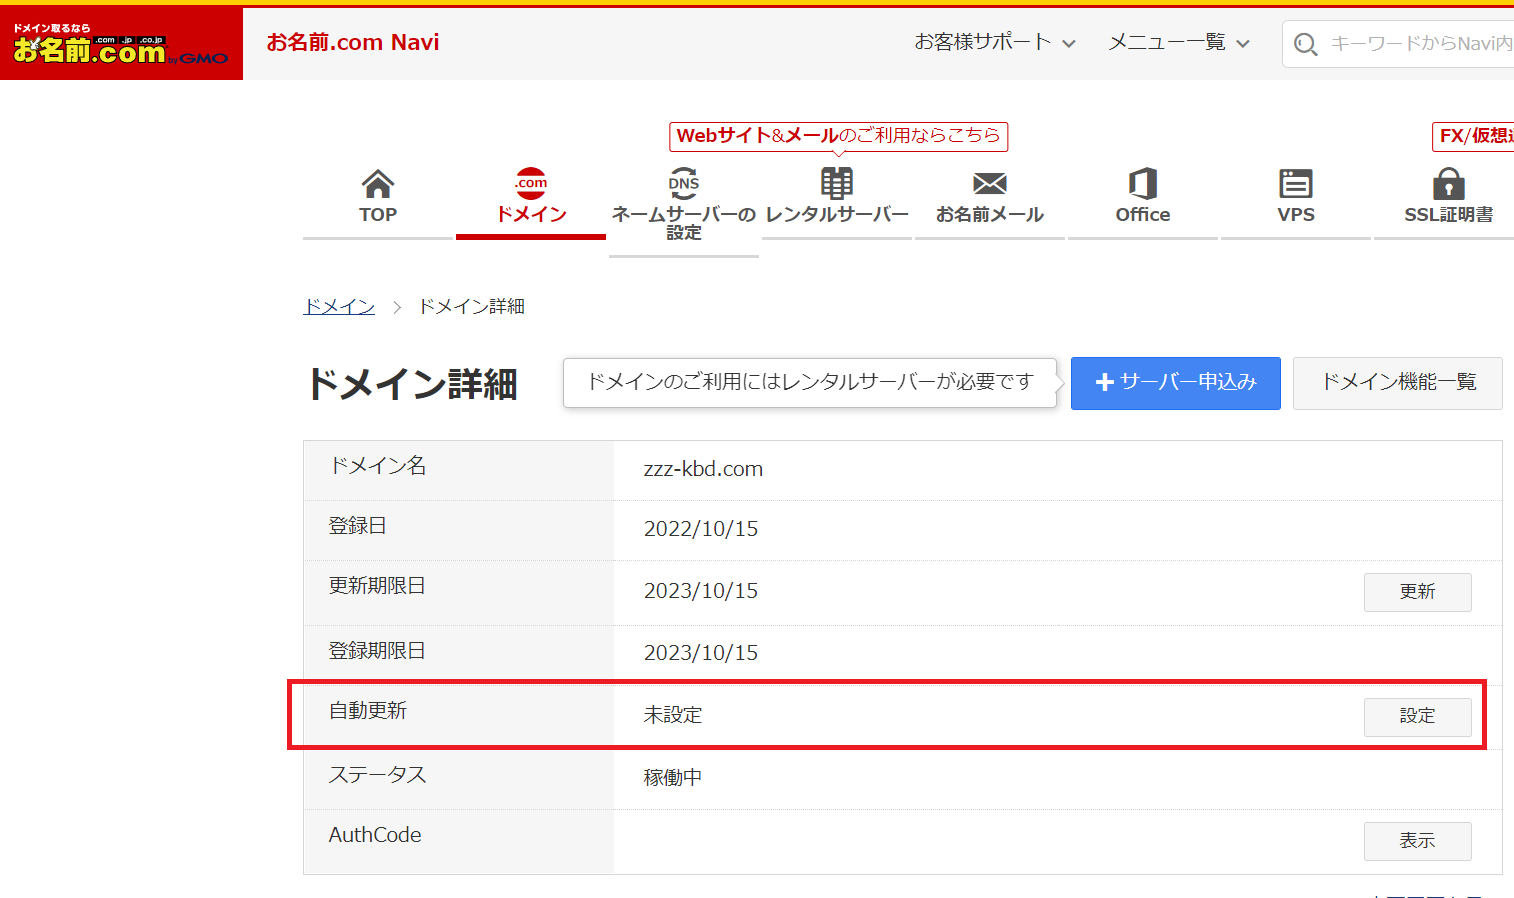 ドメイン取るなら
お名前.com
.com .jp .co.jp
by GMO
お名前.com Navi
お客様サポート
メニュー一覧
キーワードからNavi内
Webサイト&メールのご利用ならこちら
FX/仮想
TOP
.com
ドメイン
DNS
ネームサーバーの
設定
レンタルサーバー
お名前メール
Office
VPS
SSL証明書
ドメイン
ドメイン詳細
ドメイン詳細
ドメインのご利用にはレンタルサーバーが必要です
サーバー申込み
ドメイン機能一覧
ドメイン名 zzz-kbd.com
登録日 2022/10/15
更新期限日 2023/10/15 更新
登録期限日 2023/10/15
自動更新 未設定 設定
ステータス 稼働中
AuthCode 表示